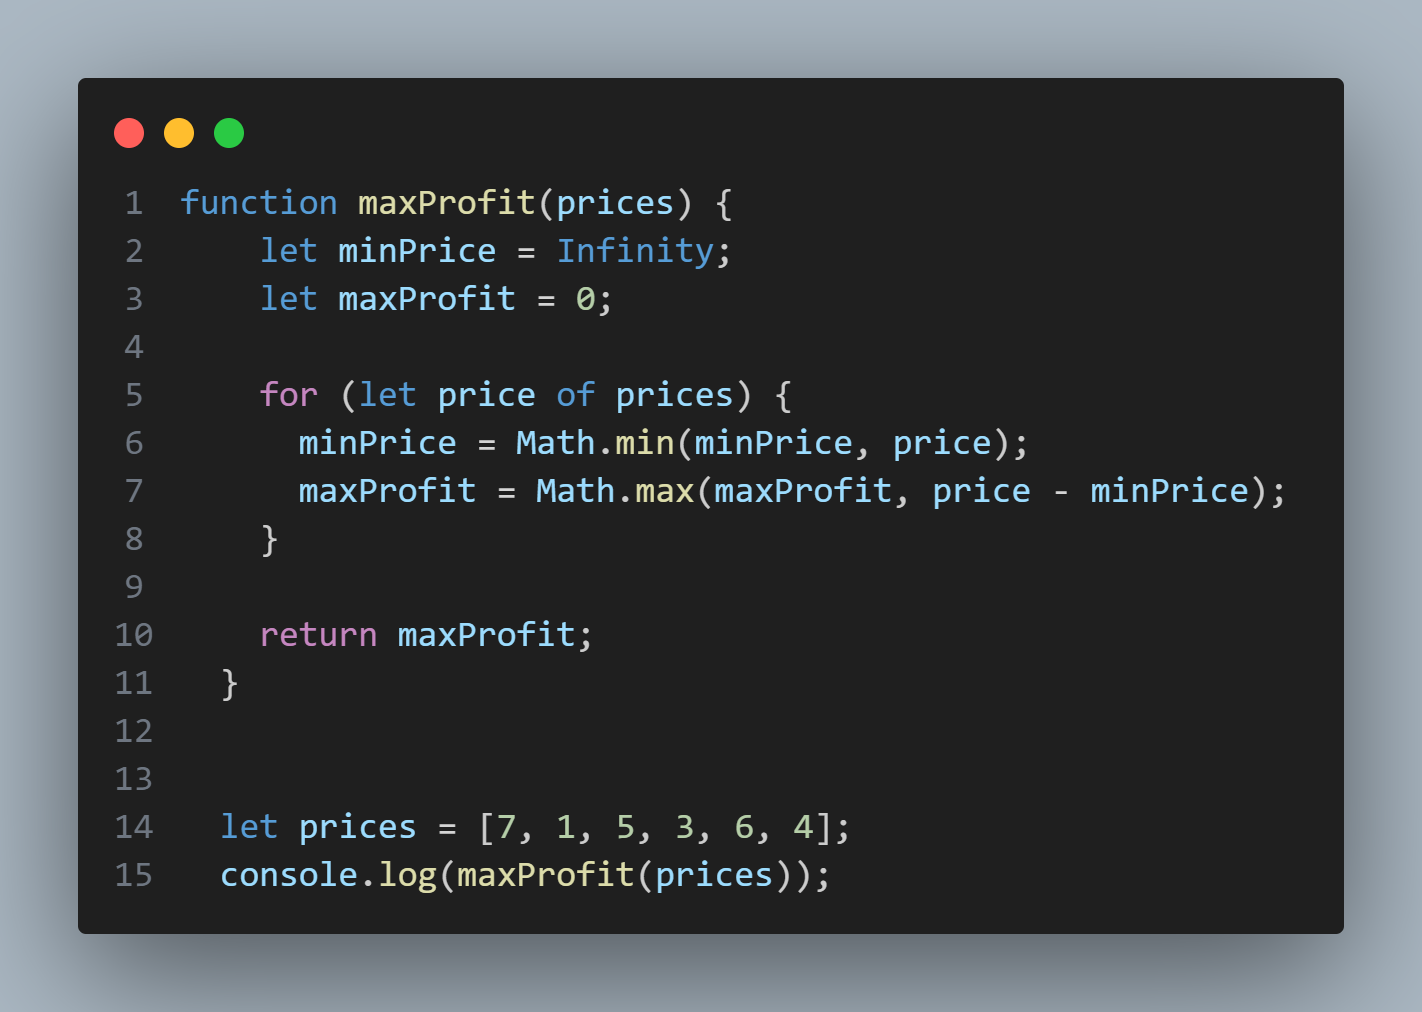 1 function maxProfit(prices) {
2     let minPrice = Infinity;
3     let maxProfit = 0;
4
5     for (let price of prices) {
6       minPrice = Math.min(minPrice, price);
7       maxProfit = Math.max(maxProfit, price - minPrice);
8     }
9
10     return maxProfit;
11   }
12
13
14   let prices = [7, 1, 5, 3, 6, 4];
15   console.log(maxProfit(prices));